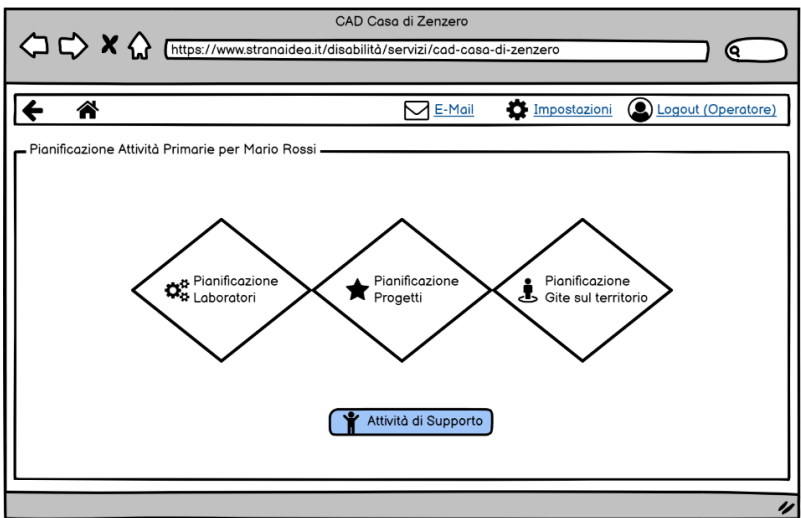 CAD Casa di Zenzero
https://www.stranaidea.it/disabilità/servizi/cad-casa-di-zenzero
E-Mail
Impostazioni
Logout (Operatore)
Pianificazione Attività Primarie per Mario Rossi
Pianificazione
Laboratori
Pianificazione
Progetti
Pianificazione
Gite sul territorio
Attività di Supporto